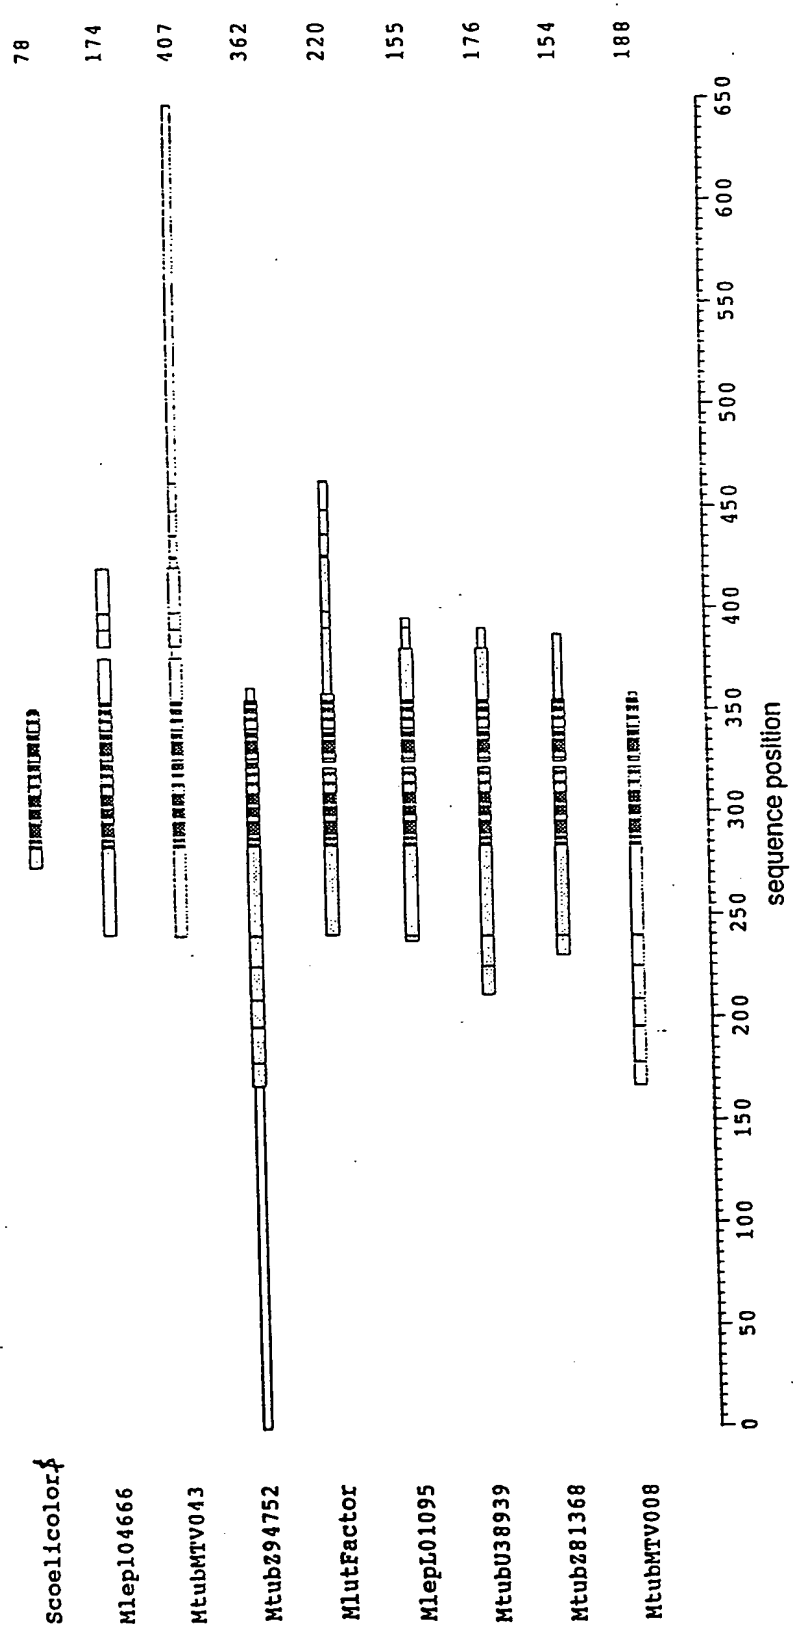 Scoelicolor 78
Mlepl04666 174
MtubMTV043 407
MtubZ94752 362
MlutFactor 220
MlepL01095 155
MtubU38939 176
MtubZ81368 154
MtubMTV008 188
0 50 100 150 200 250 300 350 400 450 500 550 600 650
sequence position